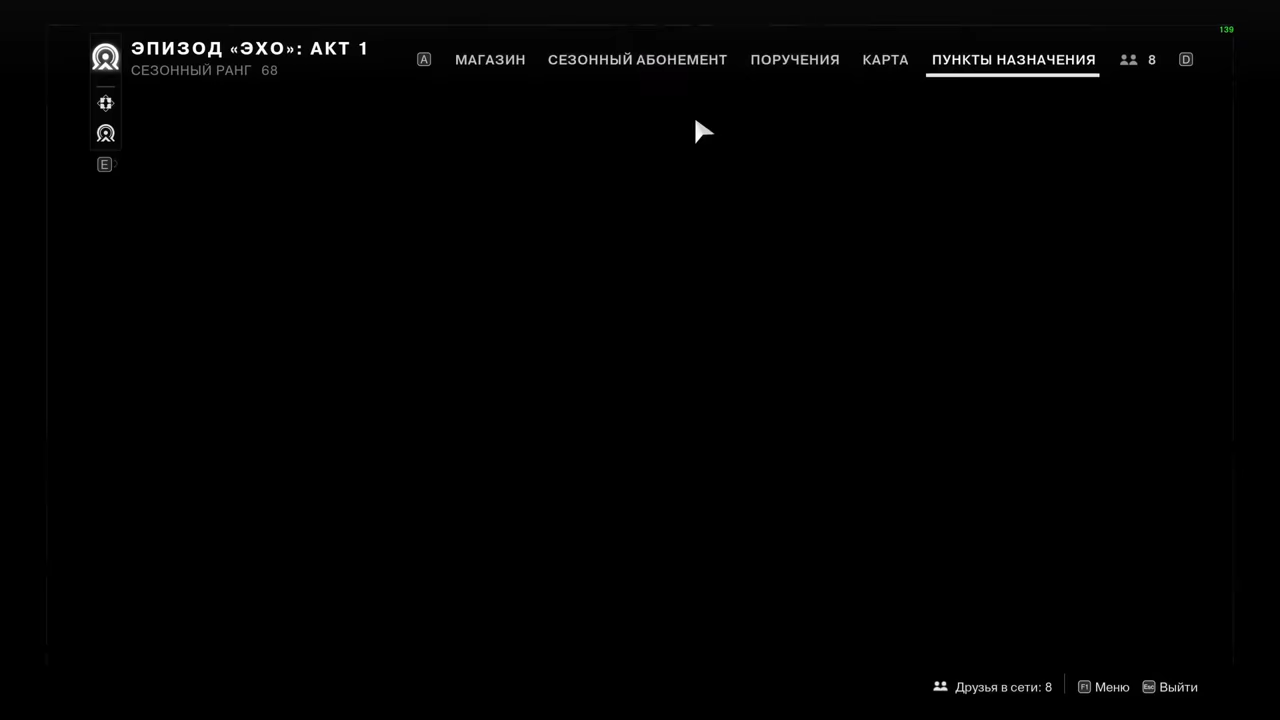 ЭПИЗОД «ЭХО»: АКТ 1
СЕЗОННЫЙ РАНГ 68
E
A МАГАЗИН СЕЗОННЫЙ АБОНЕМЕНТ ПОРУЧЕНИЯ КАРТА ПУНКТЫ НАЗНАЧЕНИЯ 8 D
139
Друзья в сети: 8 F1 Меню Esc Выйти